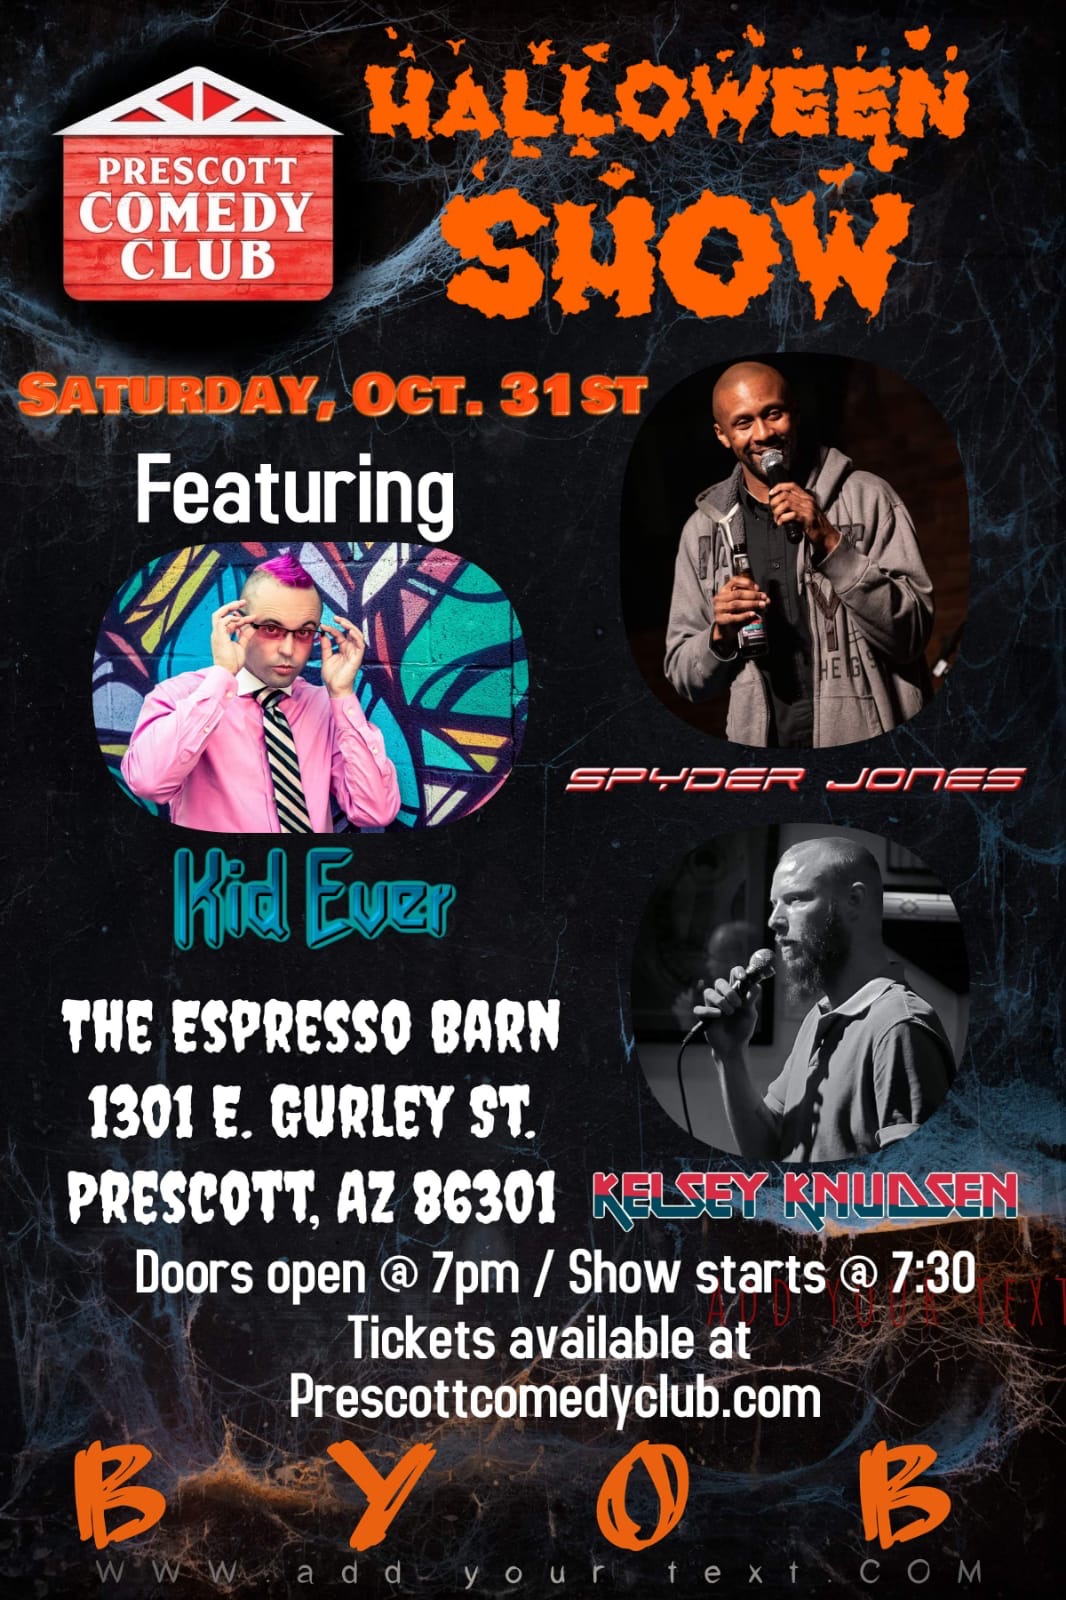 HALLOWEEN
SHOW
PRESCOTT
COMEDY
CLUB
SATURDAY, OCT. 31ST
Featuring
SPYDER JONES
Kid Ever
THE ESPRESSO BARN
1301 E. GURLEY ST.
PRESCOTT, AZ 86301
KELSEY KNUDSEN
Doors open @ 7pm / Show starts @ 7:30
ADD YOUR TEXT
Tickets available at
Prescottcomedyclub.com
BYOB
WWW.add your text.COM